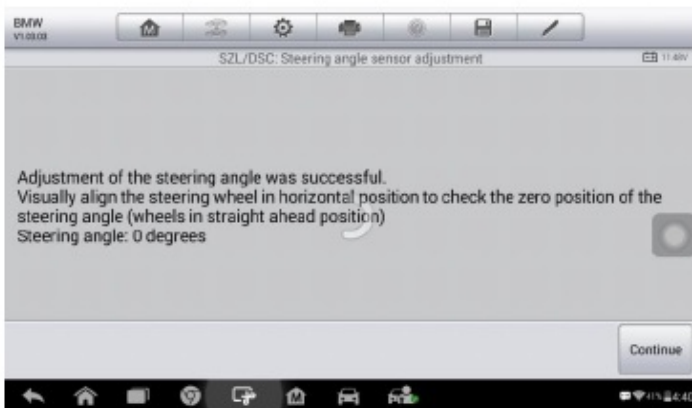 BMW
V1.03.03
SZL/DSC: Steering angle sensor adjustment
Adjustment of the steering angle was successful.
Visually align the steering wheel in horizontal position to check the zero position of the
steering angle (wheels in straight ahead position)
Steering angle: 0 degrees
Continue
41%